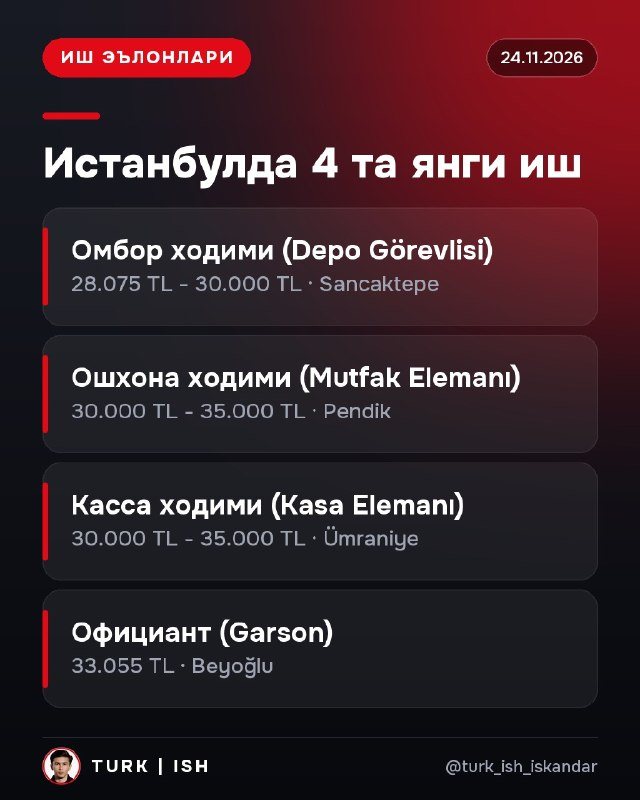 ИШ ЭЪЛОНЛАРИ
24.11.2026
Истанбулда 4 та янги иш
Омбор ходими (Depo Görevlisi)
28.075 TL - 30.000 TL · Sancaktepe
Ошхона ходими (Mutfak Elemanı)
30.000 TL - 35.000 TL · Pendik
Касса ходими (Kasa Elemanı)
30.000 TL - 35.000 TL · Ümraniye
Официант (Garson)
33.055 TL · Beyoğlu
TURK | ISH
@turk_ish_iskandar